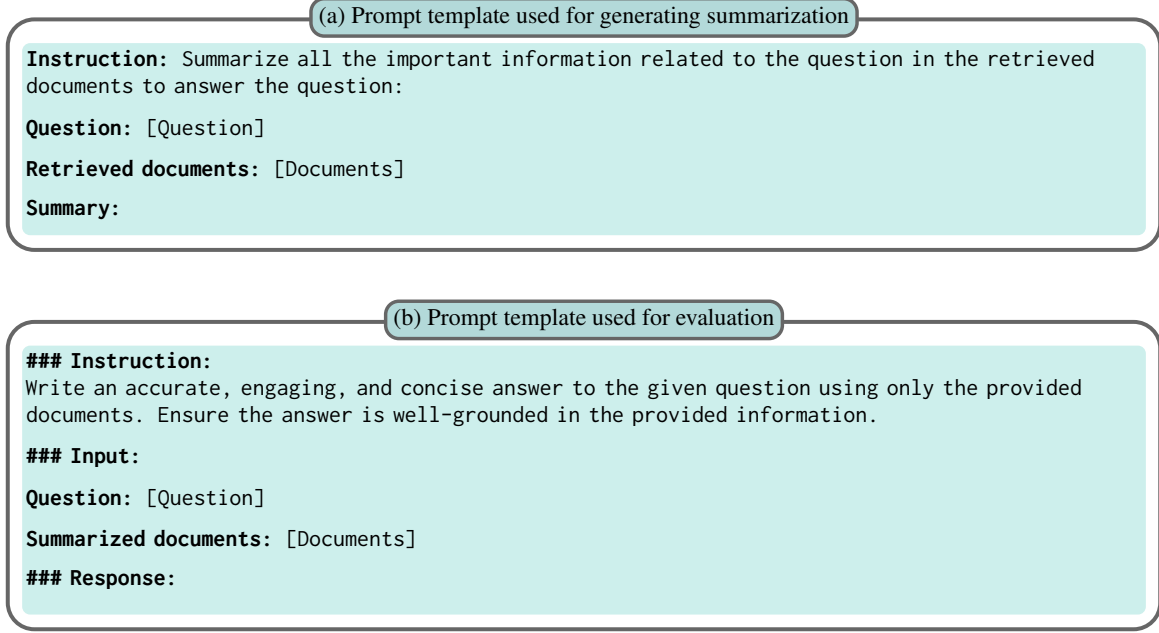 (a) Prompt template used for generating summarization
Instruction: Summarize all the important information related to the question in the retrieved
documents to answer the question:
Question: [Question]
Retrieved documents: [Documents]
Summary:
(b) Prompt template used for evaluation
### Instruction:
Write an accurate, engaging, and concise answer to the given question using only the provided
documents. Ensure the answer is well-grounded in the provided information.
### Input:
Question: [Question]
Summarized documents: [Documents]
### Response: